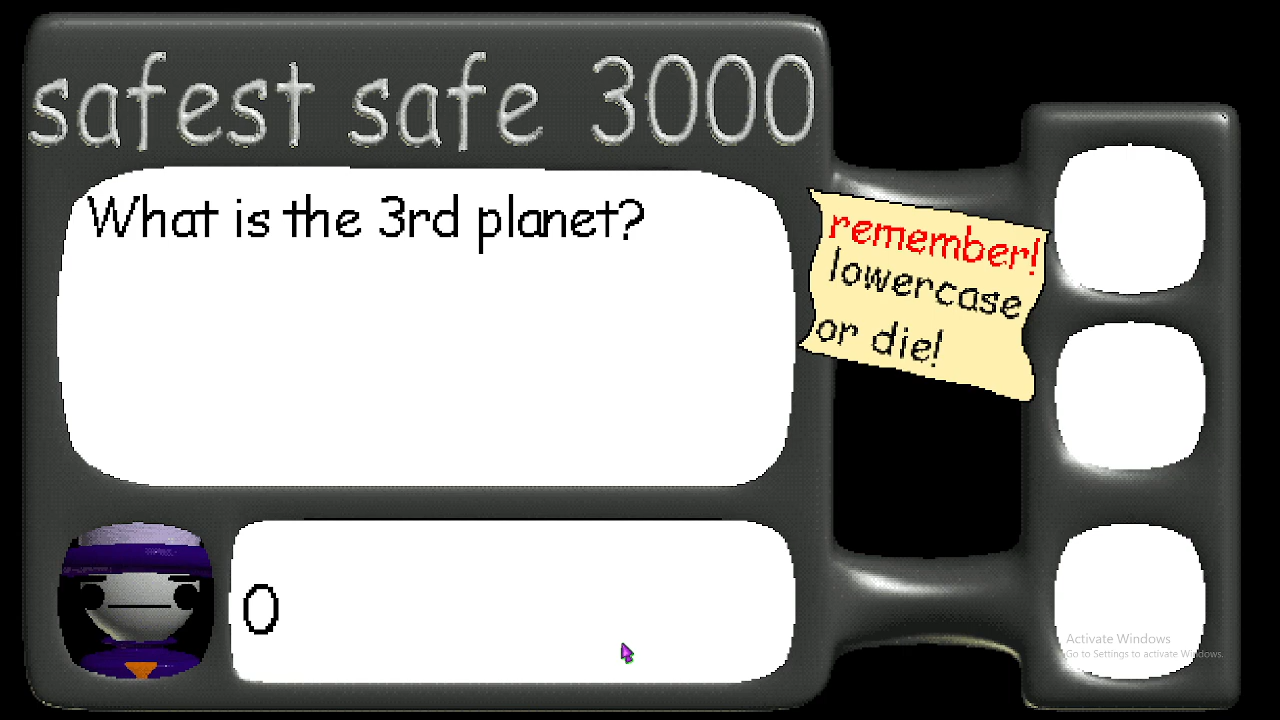 safest safe 3000
What is the 3rd planet?
remember!
lowercase
or die!
0
Activate Windows
Go to Settings to activate Windows.